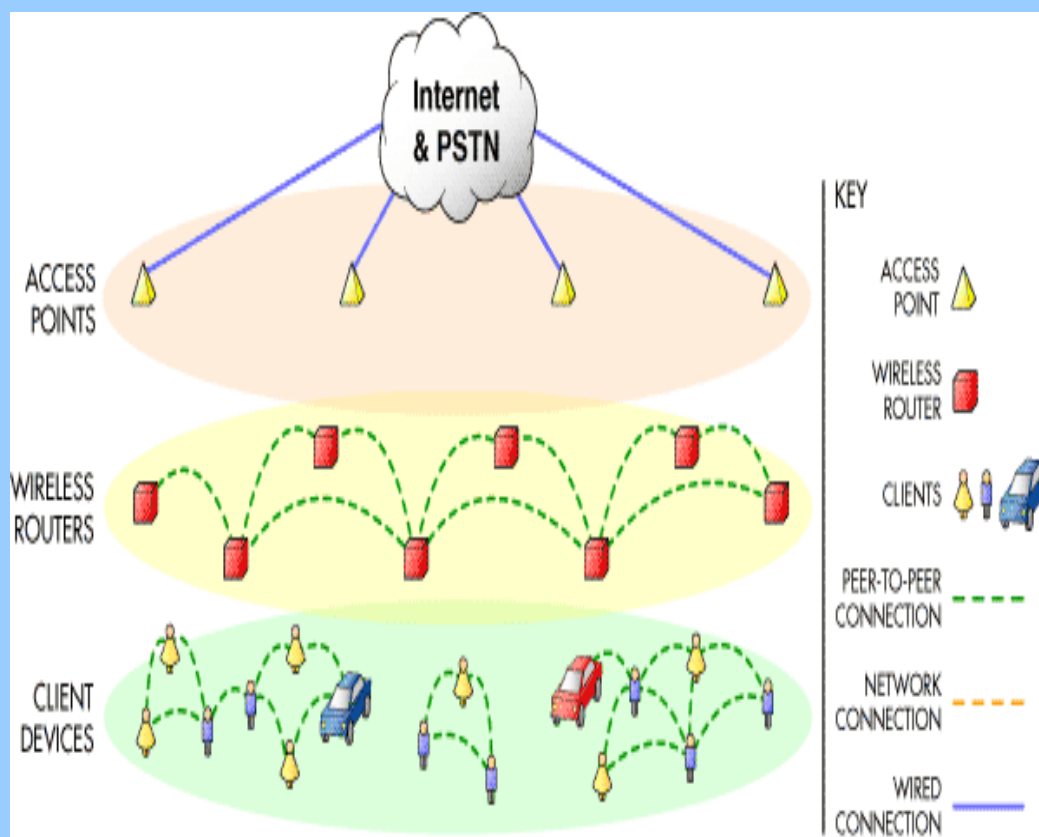 Internet
& PSTN
ACCESS
POINTS
WIRELESS
ROUTERS
CLIENT
DEVICES
KEY
ACCESS
POINT
WIRELESS
ROUTER
CLIENTS
PEER-TO-PEER
CONNECTION
NETWORK
CONNECTION
WIRED
CONNECTION